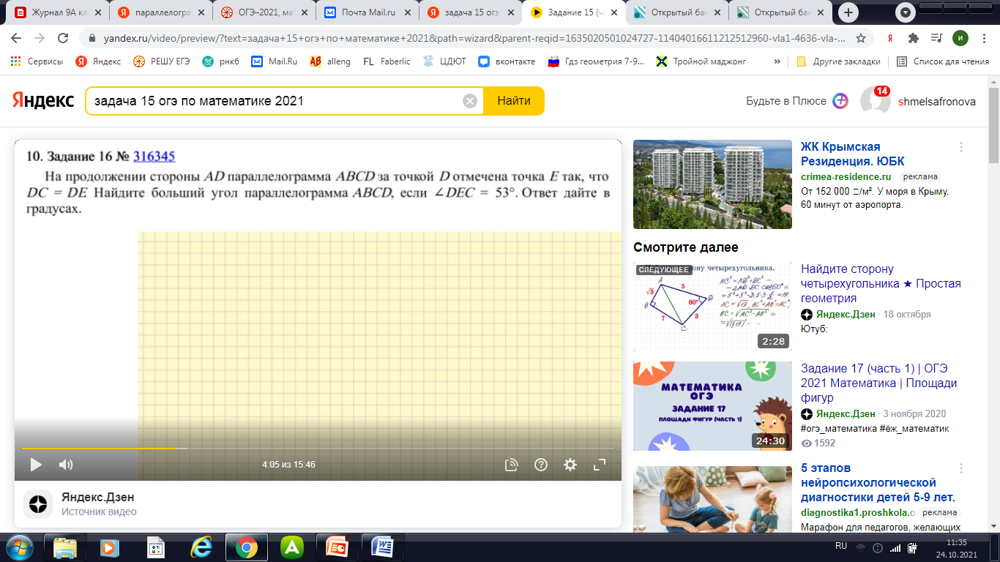 Журнал 9А кл
параллелогра
ОГЭ–2021, ма
Почта Mail.ru
задача 15 огэ
Задание 15 (ч
Открытый бан
Открытый бан
yandex.ru/video/preview/?text=задача+15+огэ+по+математике+2021&path=wizard&parent-reqid=1635020501024727-11404016611212512960-vla1-4636-vla-...
Сервисы
Яндекс
РЕШУ ЕГЭ
рнкб
Mail.Ru
alleng
FL Faberlic
ЦДЮТ
вконтакте
Гдз геометрия 7-9...
Тройной маджонг
»
Другие закладки
Список для чтения
Яндекс
задача 15 огэ по математике 2021
Найти
Будьте в Плюсе
14
shmelsafronova
10. Задание 16 № 316345
На продолжении стороны AD параллелограмма ABCD за точкой D отмечена точка E так, что
DC = DE Найдите больший угол параллелограмма ABCD, если ∠DEC = 53°. Ответ дайте в
градусах.
4:05 из 15:46
Яндекс.Дзен
Источник видео
ЖК Крымская
Резиденция. ЮБК
crimea-residence.ru реклама
От 152 000 /м². У моря в Крыму.
60 минут от аэропорта.
Смотрите далее
СЛЕДУЮЩЕЕ
ону четырехугольника.
A
5
√3
60°
D
B
?
3
C
2:28
Найдите сторону
четырехугольника ★ Простая
геометрия
Яндекс.Дзен · 18 октября
Ютуб:
МАТЕМАТИКА
ОГЭ
ЗАДАНИЕ 17
ПЛОЩАДИ ФИГУР (ЧАСТЬ 1)
24:30
Задание 17 (часть 1) | ОГЭ
2021 Математика | Площади
фигур
Яндекс.Дзен · 3 ноября 2020
#огэ_математика #ёж_математик
1592
5 этапов
нейропсихологической
диагностики детей 5-9 лет.
diagnostika1.proshkola.o реклама
Марафон для педагогов, желающих
RU
11:35
24.10.2021